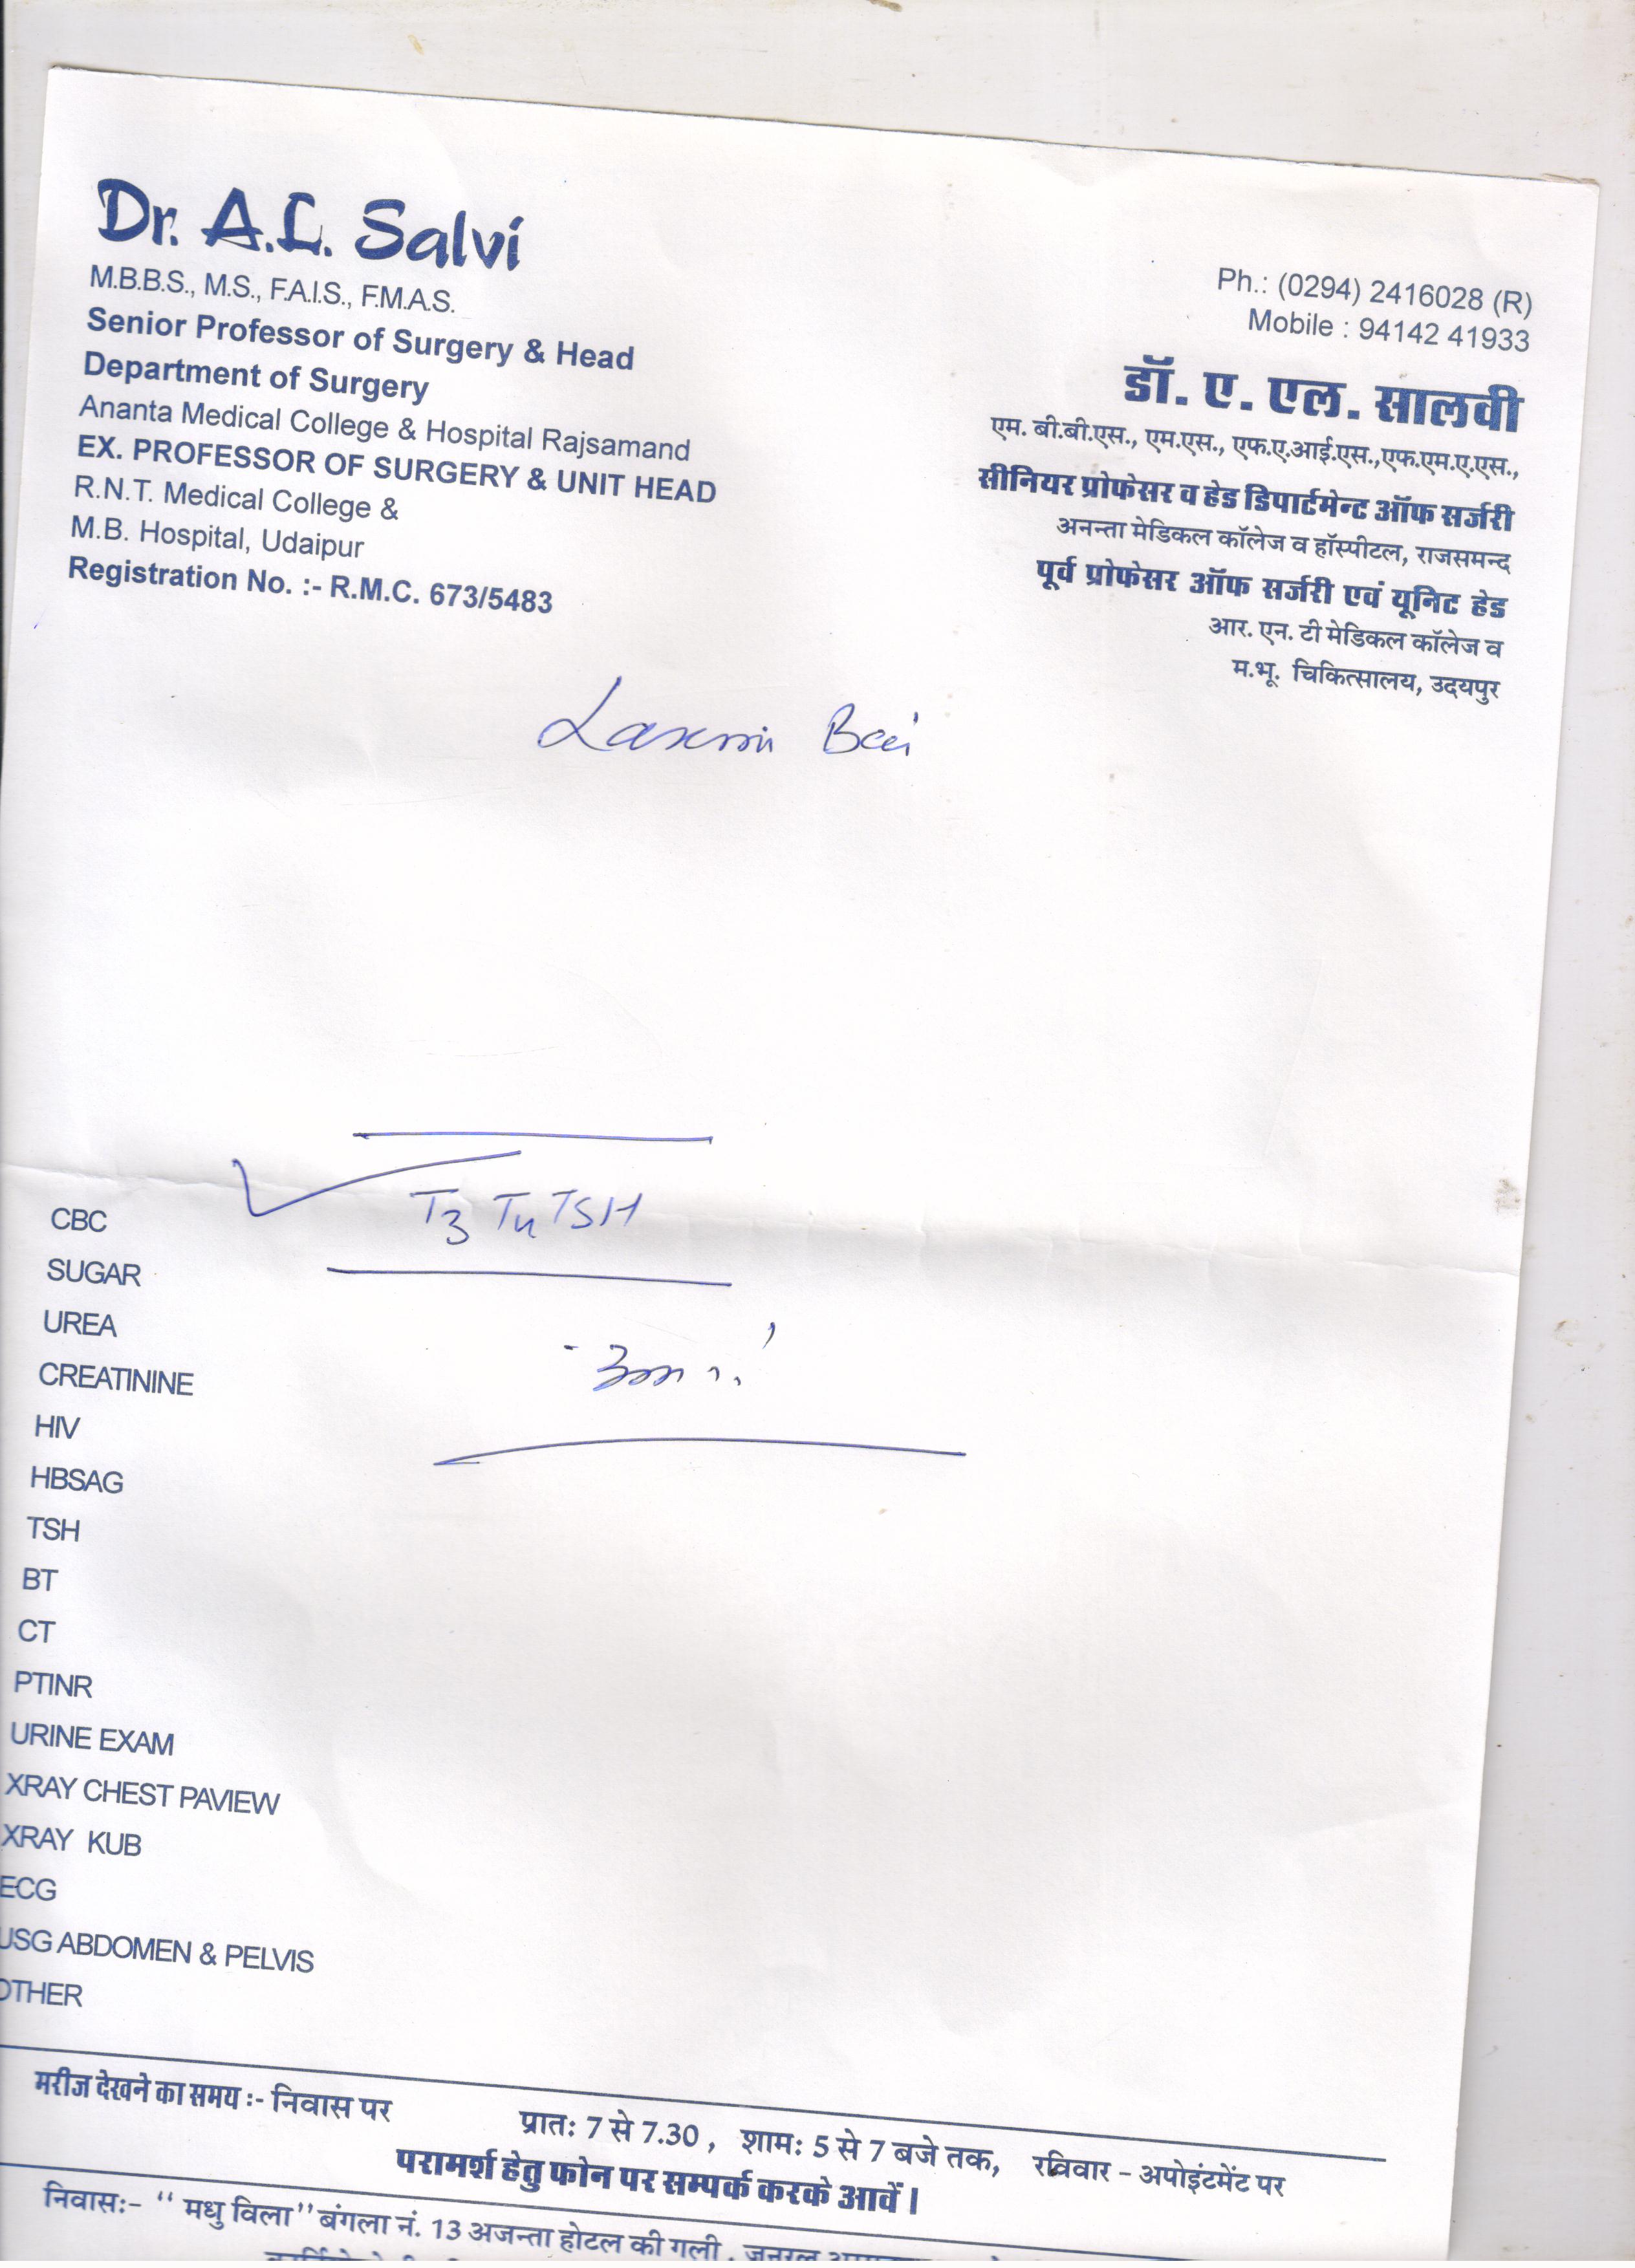 Dr. A.L. Salvi
M.B.B.S., M.S., F.A.I.S., F.M.A.S.
Senior Professor of Surgery & Head
Department of Surgery
Ananta Medical College & Hospital Rajsamand
EX. PROFESSOR OF SURGERY & UNIT HEAD
R.N.T. Medical College &
M.B. Hospital, Udaipur
Registration No. :- R.M.C. 673/5483
Ph.: (0294) 2416028 (R)
Mobile : 94142 41933
डॉ. ए. एल. सालवी
एम. बी.बी.एस., एम.एस., एफ.ए.आई.एस.,एफ.एम.ए.एस.,
सीनियर प्रोफेसर व हेड डिपार्टमेन्ट ऑफ सर्जरी
अनन्ता मेडिकल कॉलेज व हॉस्पीटल, राजसमन्द
पूर्व प्रोफेसर ऑफ सर्जरी एवं यूनिट हेड
आर. एन. टी मेडिकल कॉलेज व
म.भू. चिकित्सालय, उदयपुर
Laxmi Bai
T3 T4 TSH
CBC
SUGAR
UREA
CREATININE
HIV
HBSAG
TSH
BT
CT
PTINR
URINE EXAM
XRAY CHEST PAVIEW
XRAY KUB
ECG
USG ABDOMEN & PELVIS
OTHER
मरीज देखने का समय :- निवास पर प्रातः 7 से 7.30 , शामः 5 से 7 बजे तक, रविवार - अपोइंटमेंट पर
परामर्श हेतु फोन पर सम्पर्क करके आवें।
निवासः- “ मधु विला” बंगला नं. 13 अजन्ता होटल की गली ,